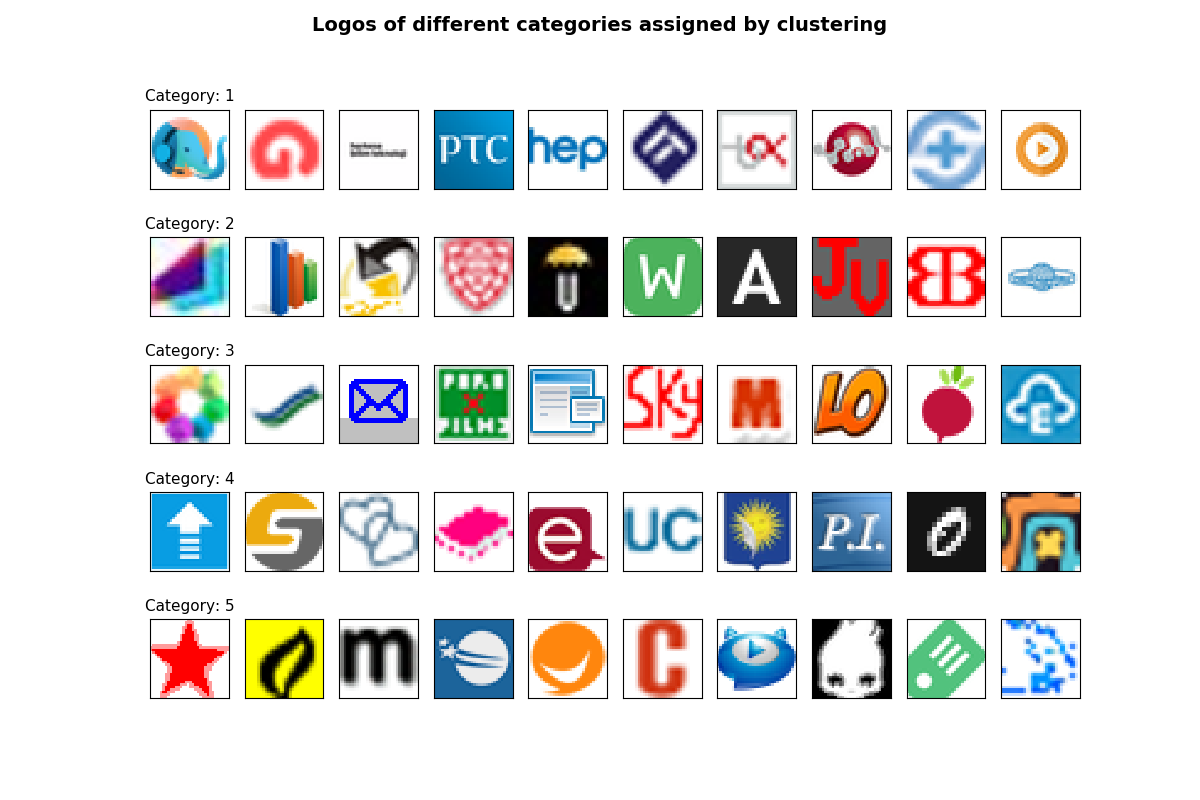 Logos of different categories assigned by clustering
Category: 1
PTC
hep
Category: 2
W
A
JV
Category: 3
Sky
M
LO
E
Category: 4
S
e
UC
P.I.
Category: 5
m
C